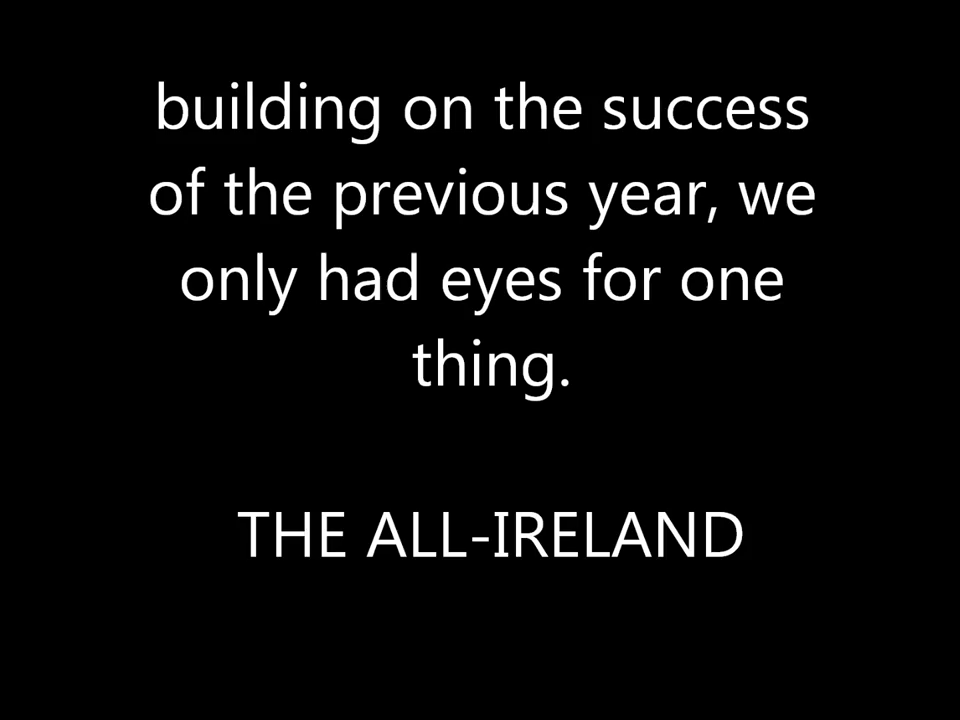 building on the success
of the previous year, we
only had eyes for one
thing.
THE ALL-IRELAND